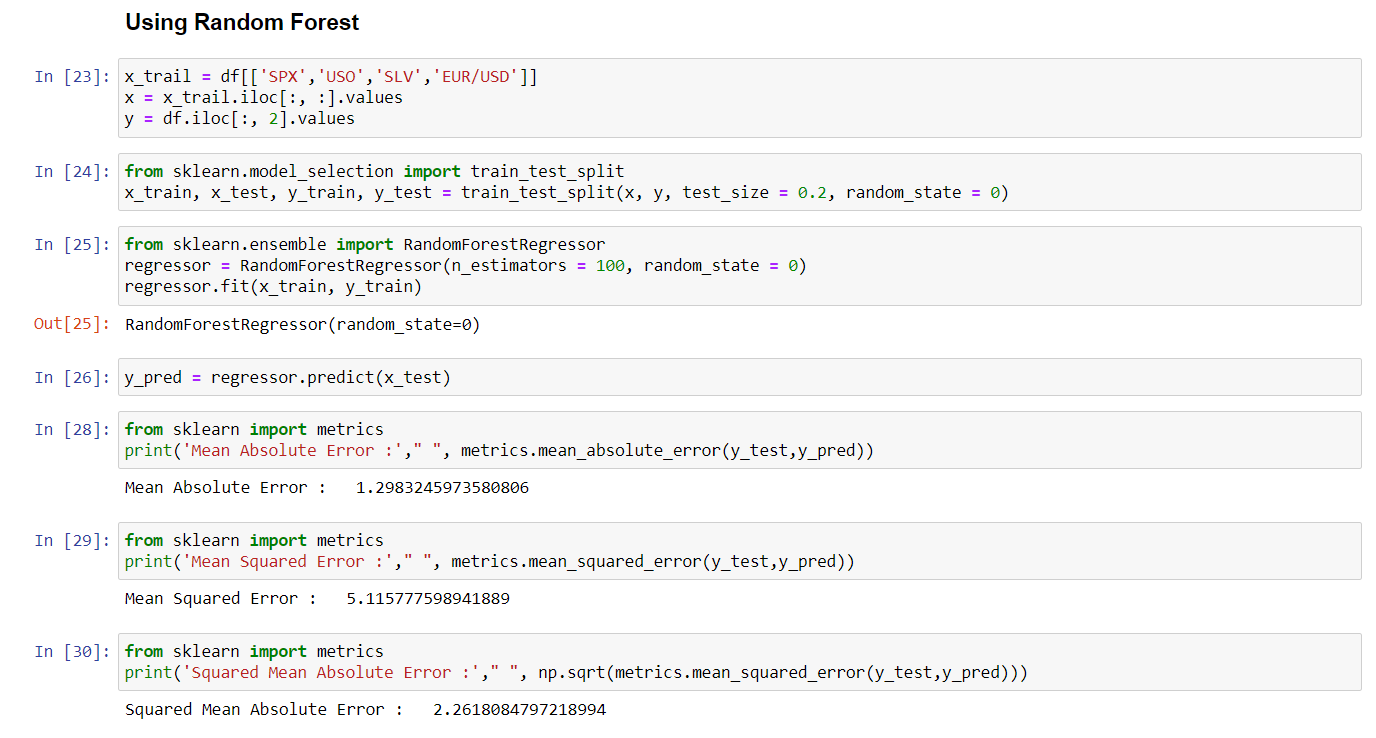 Using Random Forest
In [23]: x_trail = df[['SPX','USO','SLV','EUR/USD']]
x = x_trail.iloc[:, :].values
y = df.iloc[:, 2].values
In [24]: from sklearn.model_selection import train_test_split
x_train, x_test, y_train, y_test = train_test_split(x, y, test_size = 0.2, random_state = 0)
In [25]: from sklearn.ensemble import RandomForestRegressor
regressor = RandomForestRegressor(n_estimators = 100, random_state = 0)
regressor.fit(x_train, y_train)
Out[25]: RandomForestRegressor(random_state=0)
In [26]: y_pred = regressor.predict(x_test)
In [28]: from sklearn import metrics
print('Mean Absolute Error :'," ", metrics.mean_absolute_error(y_test,y_pred))
Mean Absolute Error :   1.2983245973580806
In [29]: from sklearn import metrics
print('Mean Squared Error :'," ", metrics.mean_squared_error(y_test,y_pred))
Mean Squared Error :   5.115777598941889
In [30]: from sklearn import metrics
print('Squared Mean Absolute Error :'," ", np.sqrt(metrics.mean_squared_error(y_test,y_pred)))
Squared Mean Absolute Error :   2.2618084797218994